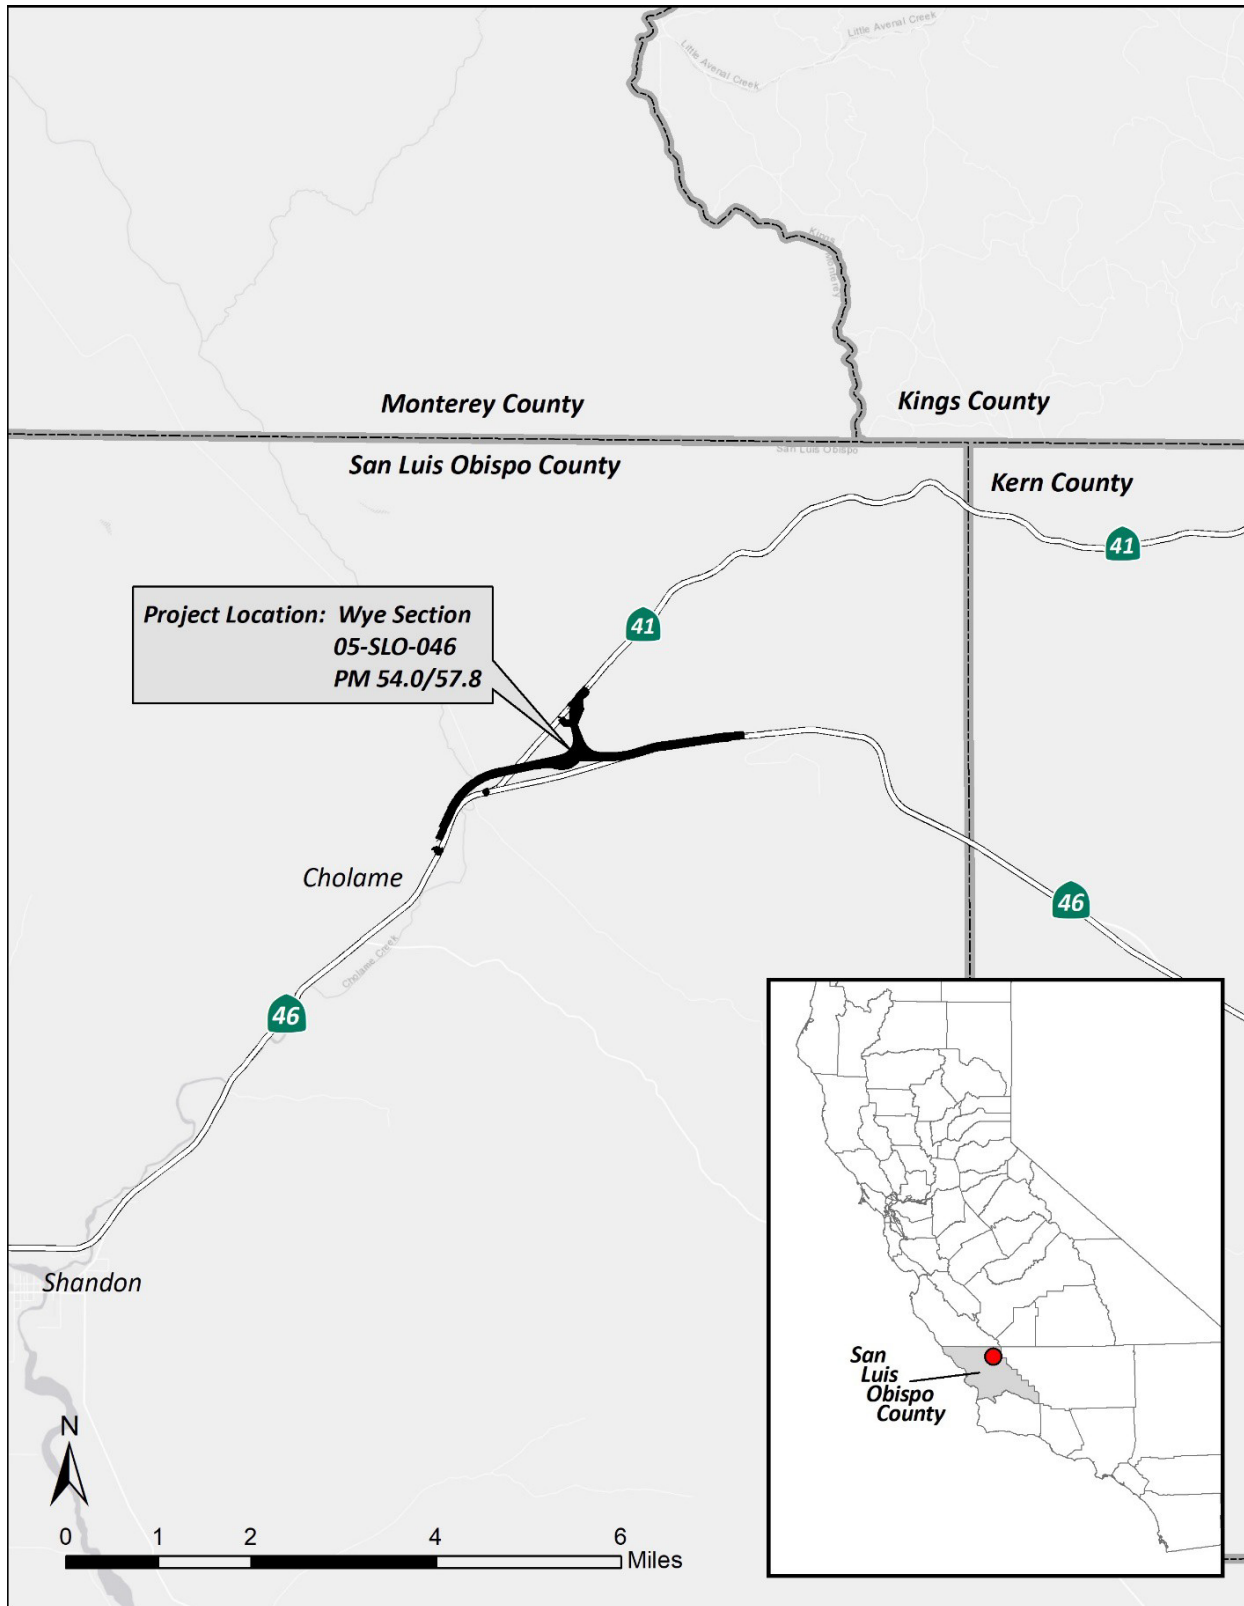 Little Avenal Creek
Little Avenal Creek
Kings
Monterey
Monterey County
Kings County
San Luis Obispo County
San Luis Obispo
Kern County
41
41
Project Location: Wye Section
05-SLO-046
PM 54.0/57.8
Cholame
46
Cholame Creek
46
Shandon
San
Luis
Obispo
County
N
0 1 2 4 6
Miles